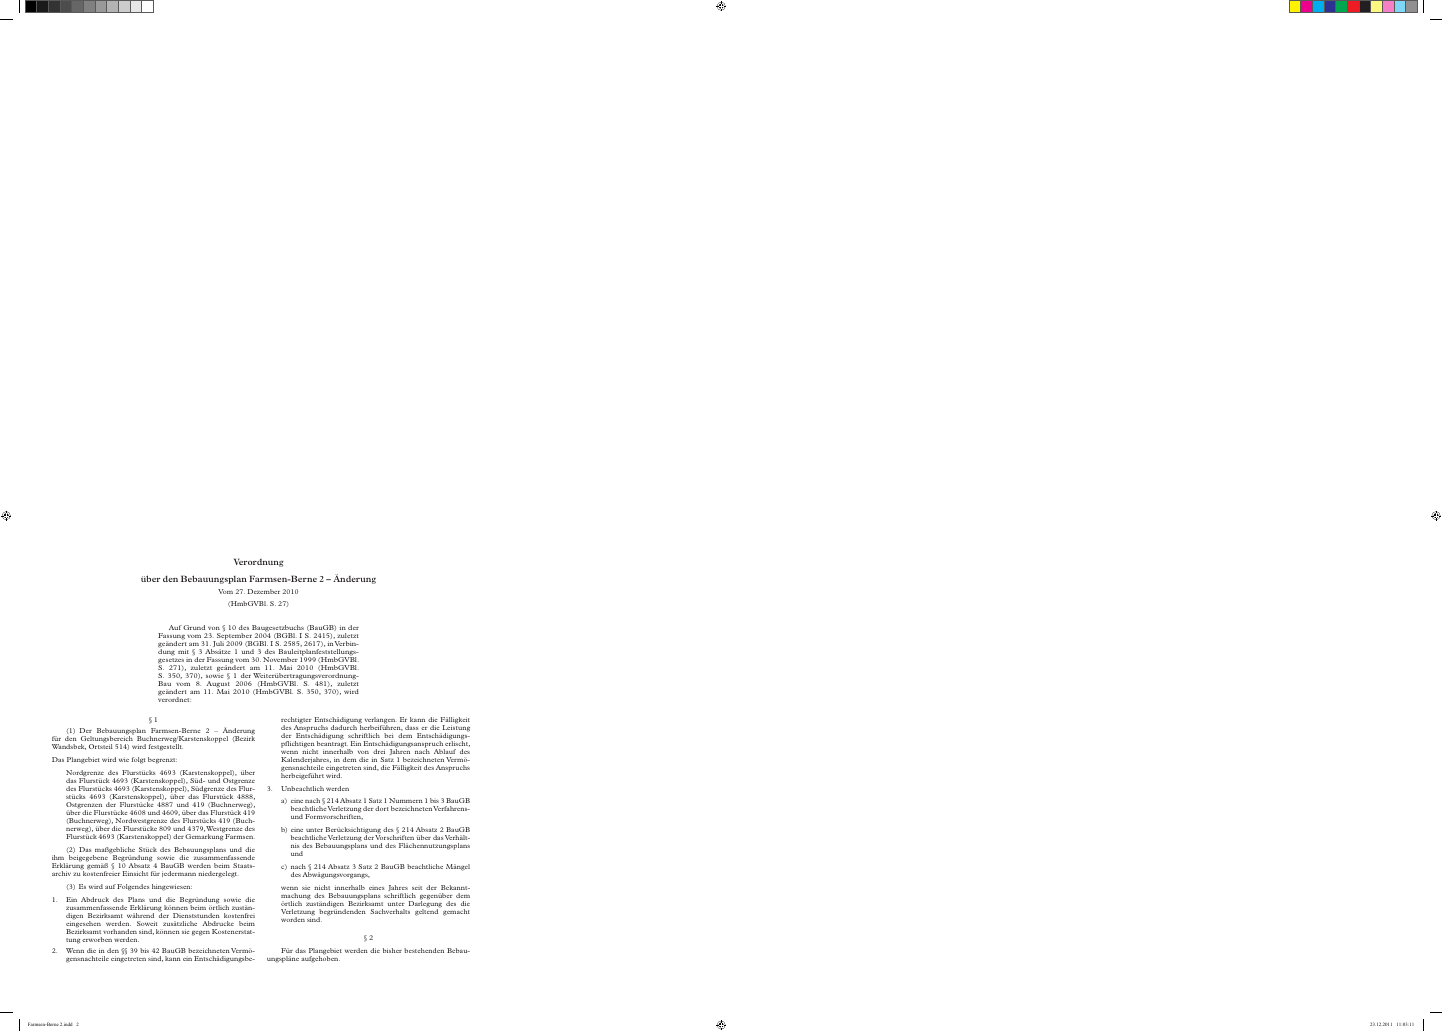 Verordnung
über den Bebauungsplan Farmsen-Berne 2 – Änderung
Vom 27. Dezember 2010
(HmbGVBl. S. 27)
Auf Grund von § 10 des Baugesetzbuchs (BauGB) in der
Fassung vom 23. September 2004 (BGBl. I S. 2415), zuletzt
geändert am 31. Juli 2009 (BGBl. I S. 2585, 2617), in Verbin-
dung mit § 3 Absätze 1 und 3 des Bauleitplanfeststellungs-
gesetzes in der Fassung vom 30. November 1999 (HmbGVBl.
S. 271), zuletzt geändert am 11. Mai 2010 (HmbGVBl.
S. 350, 370), sowie § 1 der Weiterübertragungsverordnung-
Bau vom 8. August 2006 (HmbGVBl. S. 481), zuletzt
geändert am 11. Mai 2010 (HmbGVBl. S. 350, 370), wird
verordnet:
§ 1
(1) Der Bebauungsplan Farmsen-Berne 2 – Änderung
für den Geltungsbereich Buchnerweg/Karstenskoppel (Bezirk
Wandsbek, Ortsteil 514) wird festgestellt.
Das Plangebiet wird wie folgt begrenzt:
Nordgrenze des Flurstücks 4693 (Karstenskoppel), über
das Flurstück 4693 (Karstenskoppel), Süd- und Ostgrenze
des Flurstücks 4693 (Karstenskoppel), Südgrenze des Flur-
stücks 4693 (Karstenskoppel), über das Flurstück 4888,
Ostgrenzen der Flurstücke 4887 und 419 (Buchnerweg),
über die Flurstücke 4608 und 4609, über das Flurstück 419
(Buchnerweg), Nordwestgrenze des Flurstücks 419 (Buch-
nerweg), über die Flurstücke 809 und 4379, Westgrenze des
Flurstück 4693 (Karstenskoppel) der Gemarkung Farmsen.
(2) Das maßgebliche Stück des Bebauungsplans und die
ihm beigegebene Begründung sowie die zusammenfassende
Erklärung gemäß § 10 Absatz 4 BauGB werden beim Staats-
archiv zu kostenfreier Einsicht für jedermann niedergelegt.
(3) Es wird auf Folgendes hingewiesen:
1. Ein Abdruck des Plans und die Begründung sowie die
zusammenfassende Erklärung können beim örtlich zustän-
digen Bezirksamt während der Dienststunden kostenfrei
eingesehen werden. Soweit zusätzliche Abdrucke beim
Bezirksamt vorhanden sind, können sie gegen Kostenerstat-
tung erworben werden.
2. Wenn die in den §§ 39 bis 42 BauGB bezeichneten Vermö-
gensnachteile eingetreten sind, kann ein Entschädigungsbe-
rechtigter Entschädigung verlangen. Er kann die Fälligkeit
des Anspruchs dadurch herbeiführen, dass er die Leistung
der Entschädigung schriftlich bei dem Entschädigungs-
pflichtigen beantragt. Ein Entschädigungsanspruch erlischt,
wenn nicht innerhalb von drei Jahren nach Ablauf des
Kalenderjahres, in dem die in Satz 1 bezeichneten Vermö-
gensnachteile eingetreten sind, die Fälligkeit des Anspruchs
herbeigeführt wird.
3. Unbeachtlich werden
a) eine nach § 214 Absatz 1 Satz 1 Nummern 1 bis 3 BauGB
beachtliche Verletzung der dort bezeichneten Verfahrens-
und Formvorschriften,
b) eine unter Berücksichtigung des § 214 Absatz 2 BauGB
beachtliche Verletzung der Vorschriften über das Verhält-
nis des Bebauungsplans und des Flächennutzungsplans
und
c) nach § 214 Absatz 3 Satz 2 BauGB beachtliche Mängel
des Abwägungsvorgangs,
wenn sie nicht innerhalb eines Jahres seit der Bekannt-
machung des Bebauungsplans schriftlich gegenüber dem
örtlich zuständigen Bezirksamt unter Darlegung des die
Verletzung begründenden Sachverhalts geltend gemacht
worden sind.
§ 2
Für das Plangebiet werden die bisher bestehenden Bebau-
ungspläne aufgehoben.
Farmsen-Berne 2.indd 2
23.12.2011 11:03:11